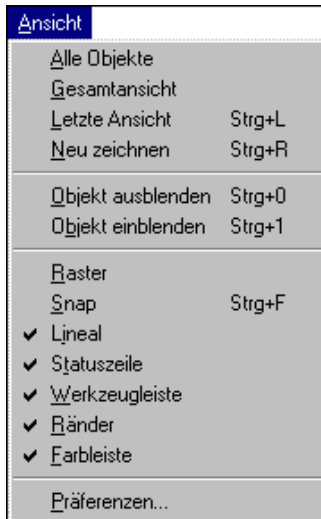 Ansicht
Alle Objekte
Gesamtansicht
Letzte Ansicht Strg+L
Neu zeichnen Strg+R
Objekt ausblenden Strg+0
Objekt einblenden Strg+1
Raster
Snap Strg+F
Lineal
Statuszeile
Werkzeugleiste
Ränder
Farbleiste
Präferenzen...